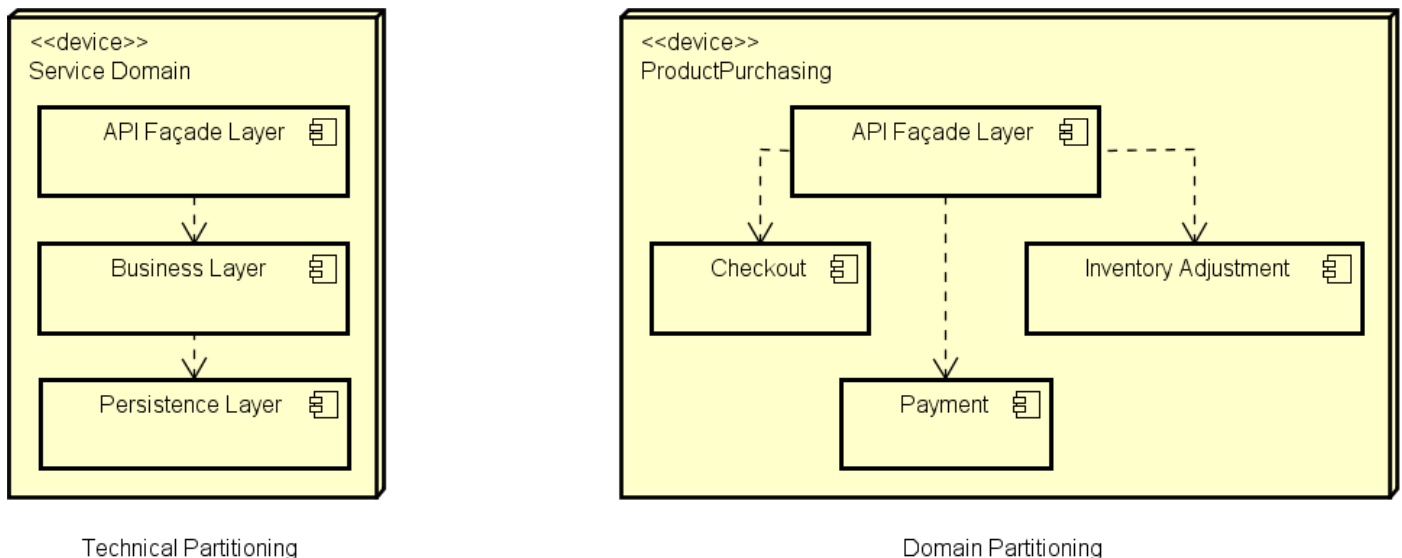 <<device>>
Service Domain
API Façade Layer
Business Layer
Persistence Layer
Technical Partitioning
<<device>>
ProductPurchasing
API Façade Layer
Checkout
Inventory Adjustment
Payment
Domain Partitioning